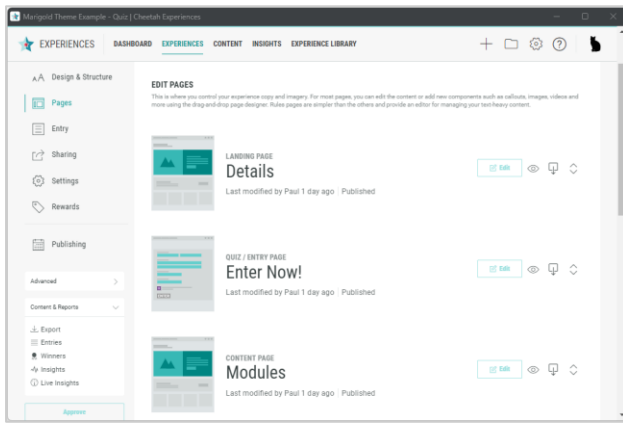 Marigold Theme Example - Quiz | Cheetah Experiences
EXPERIENCES
DASHBOARD EXPERIENCES CONTENT INSIGHTS EXPERIENCE LIBRARY
Design & Structure
Pages
Entry
Sharing
Settings
Rewards
Publishing
Advanced
Content & Reports
Export
Entries
Winners
Insights
Live Insights
Approve
EDIT PAGES
This is where you control your experience copy and imagery. For most pages, you can edit the content or add new components such as callouts, images, videos and
more using the drag-and-drop page designer. Rules pages are simpler than the others and provide an editor for managing your text-heavy content.
LANDING PAGE
Details
Last modified by Paul 1 day ago | Published
Edit
QUIZ / ENTRY PAGE
Enter Now!
Last modified by Paul 1 day ago | Published
Edit
CONTENT PAGE
Modules
Last modified by Paul 1 day ago | Published
Edit